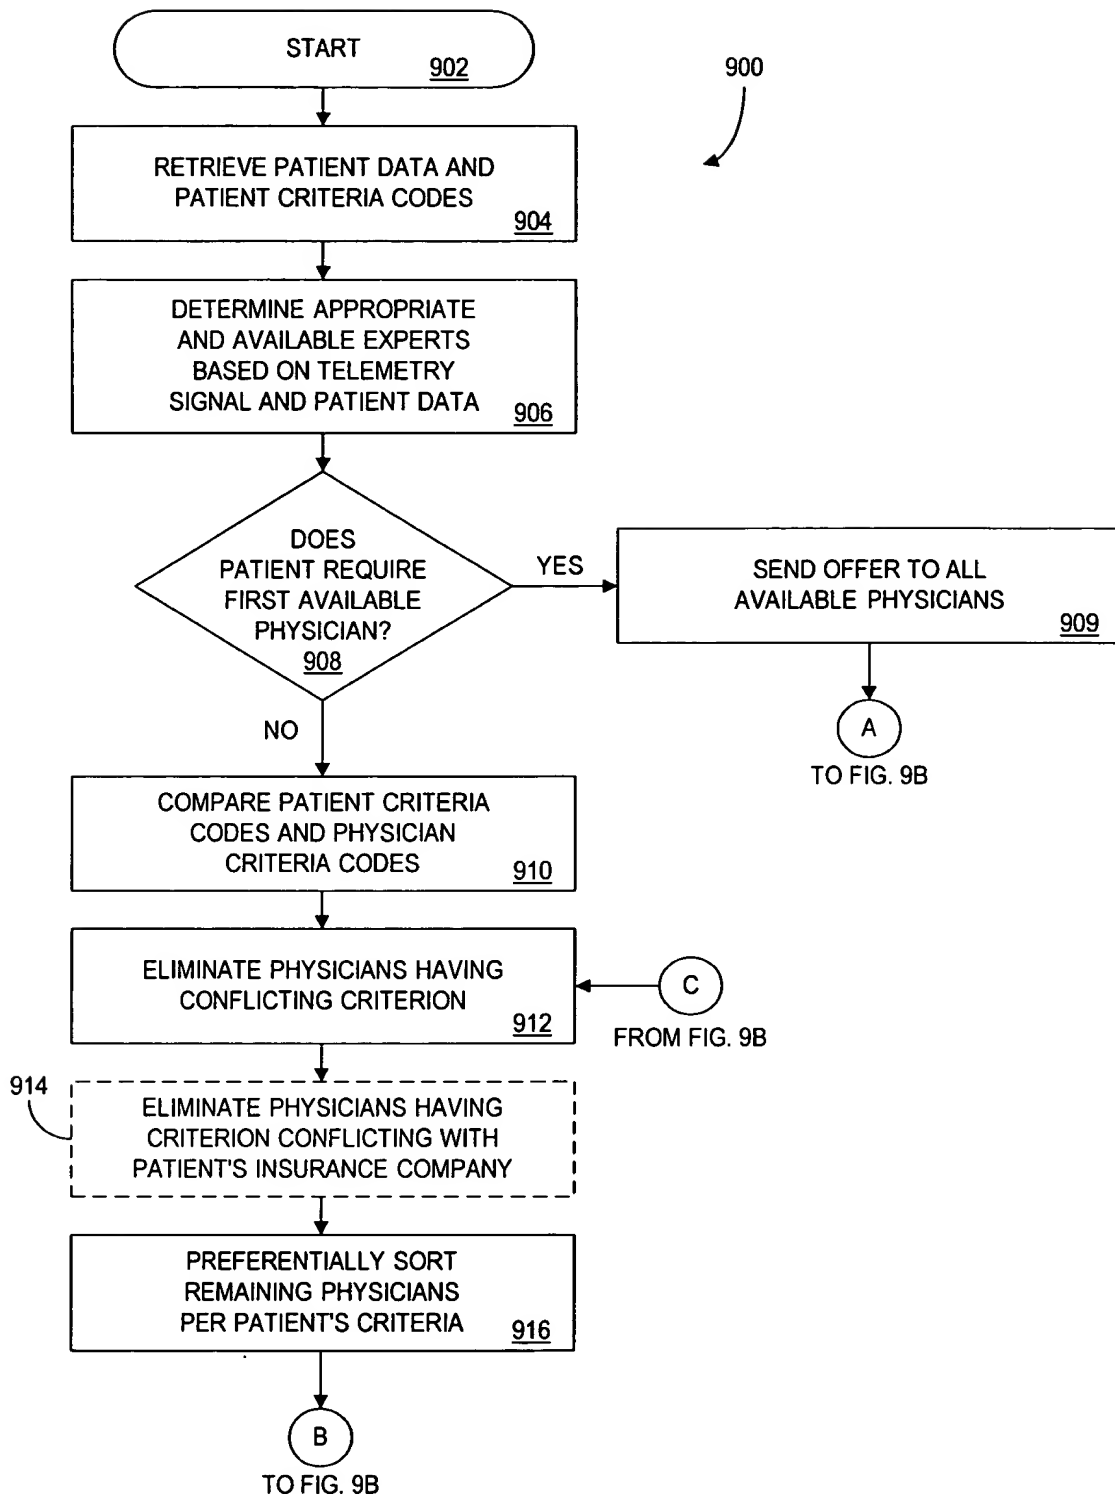 START
902
900
RETRIEVE PATIENT DATA AND
PATIENT CRITERIA CODES
904
DETERMINE APPROPRIATE
AND AVAILABLE EXPERTS
BASED ON TELEMETRY
SIGNAL AND PATIENT DATA
906
DOES
PATIENT REQUIRE
FIRST AVAILABLE
PHYSICIAN?
908
YES
SEND OFFER TO ALL
AVAILABLE PHYSICIANS
909
A
TO FIG. 9B
NO
COMPARE PATIENT CRITERIA
CODES AND PHYSICIAN
CRITERIA CODES
910
ELIMINATE PHYSICIANS HAVING
CONFLICTING CRITERION
912
C
FROM FIG. 9B
914
ELIMINATE PHYSICIANS HAVING
CRITERION CONFLICTING WITH
PATIENT'S INSURANCE COMPANY
PREFERENTIALLY SORT
REMAINING PHYSICIANS
PER PATIENT'S CRITERIA
916
B
TO FIG. 9B